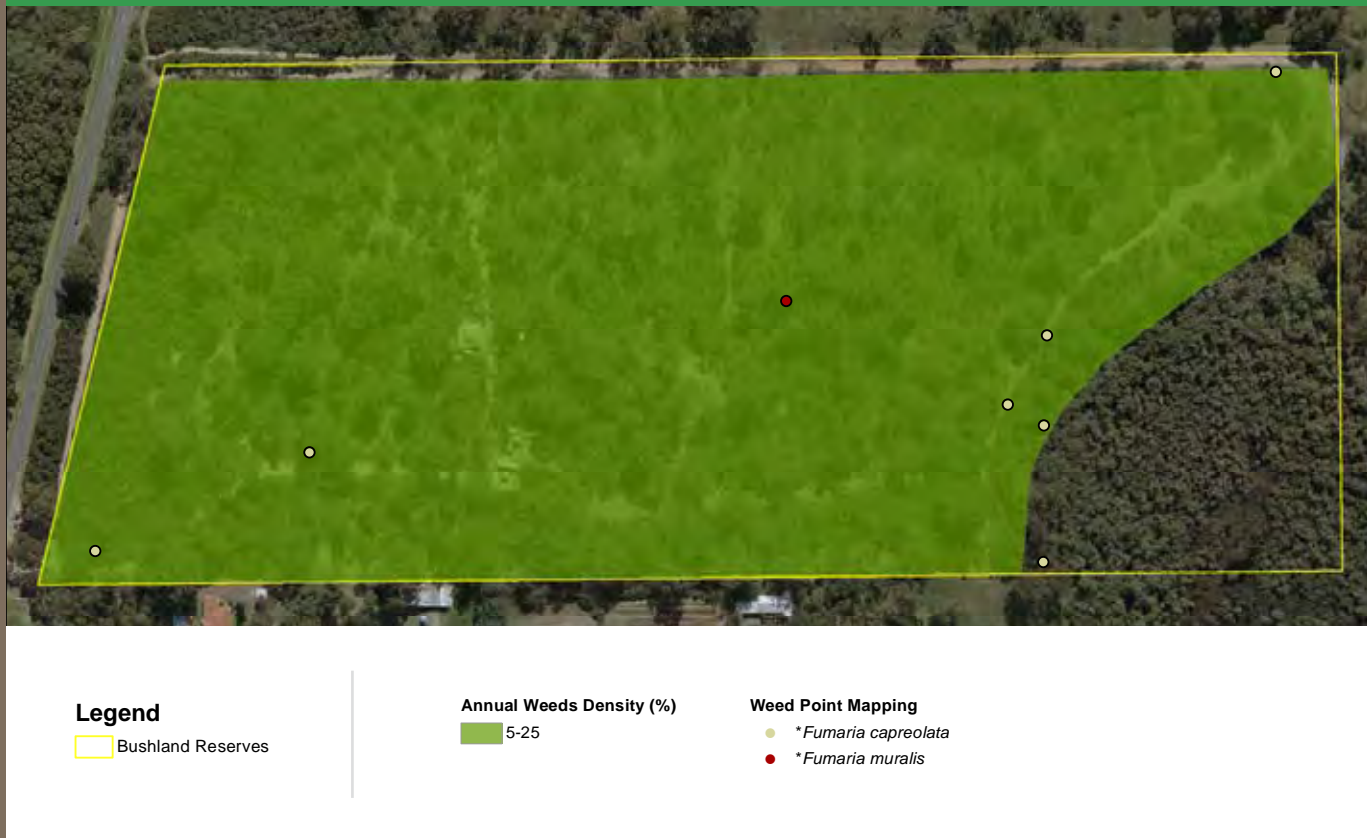 Legend
Bushland Reserves
Annual Weeds Density (%)
5-25
Weed Point Mapping
*Fumaria capreolata
*Fumaria muralis